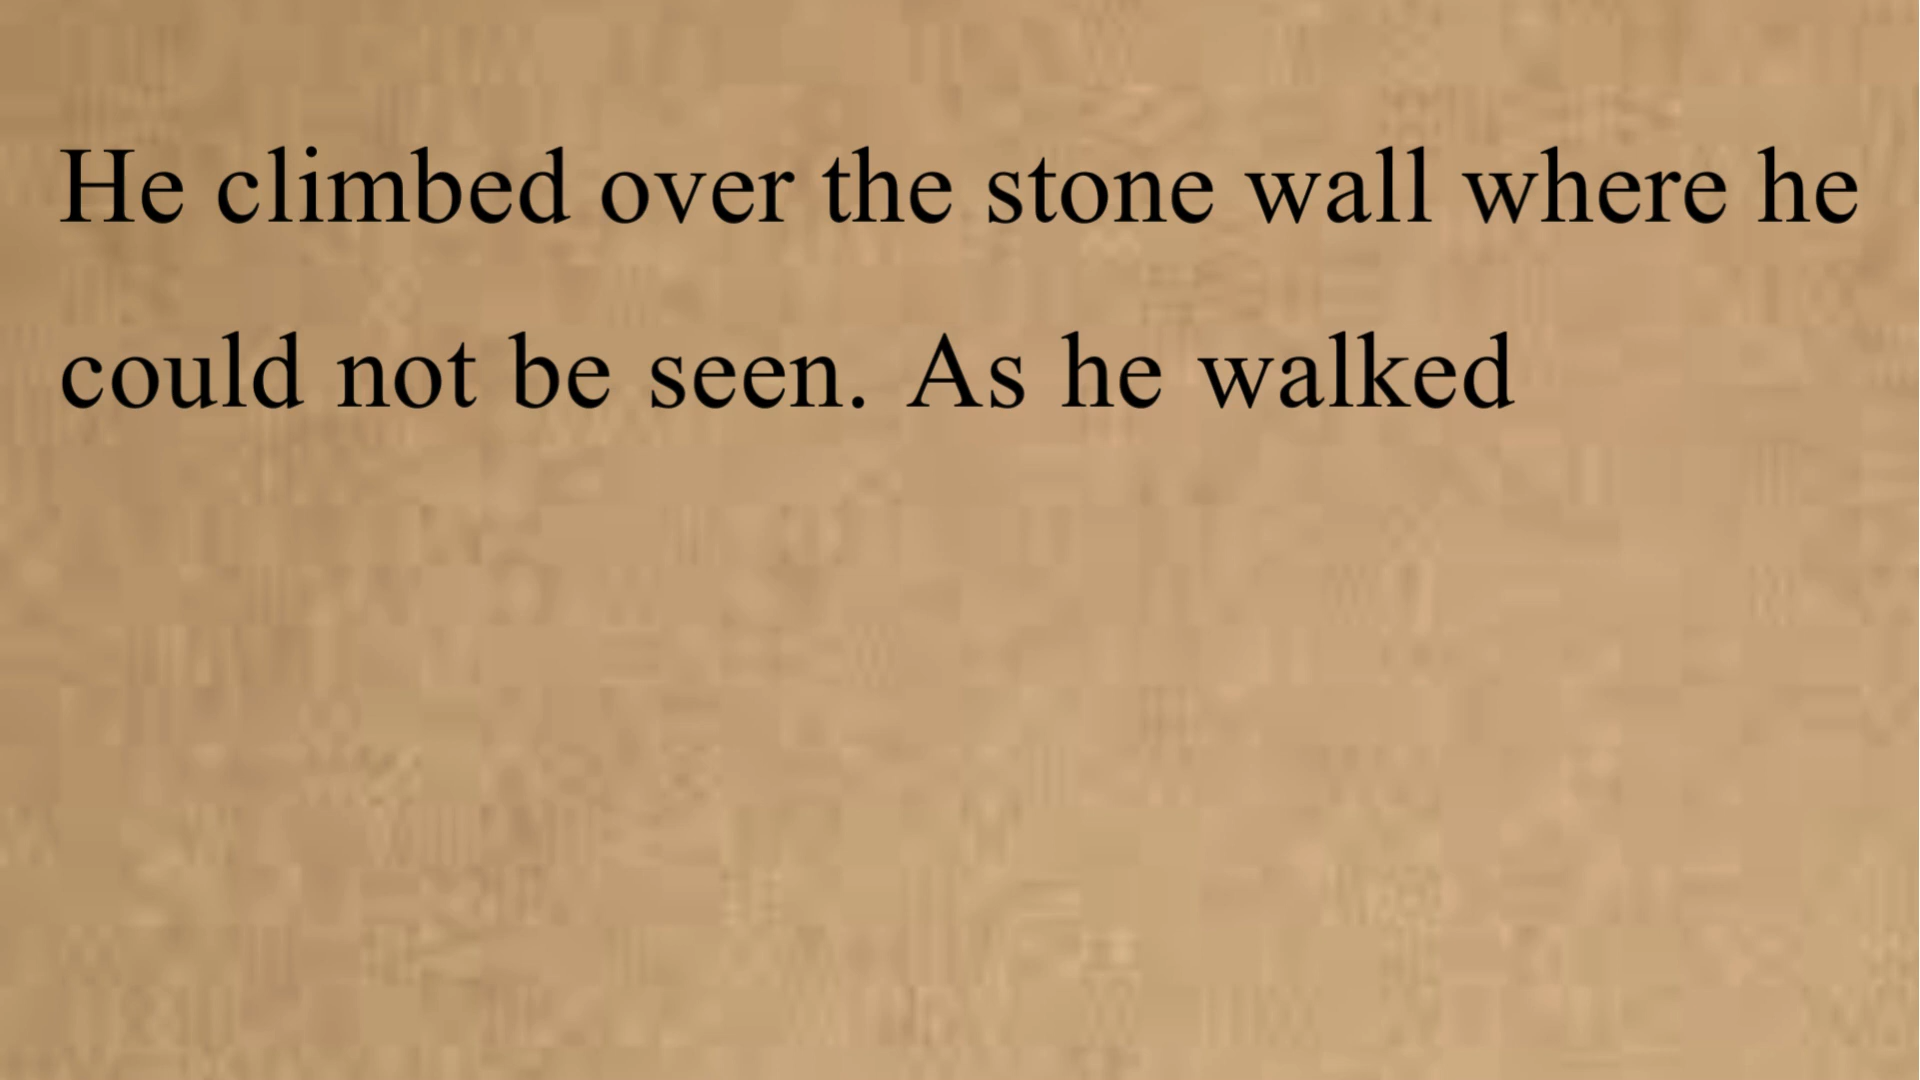 He climbed over the stone wall where he
could not be seen. As he walked